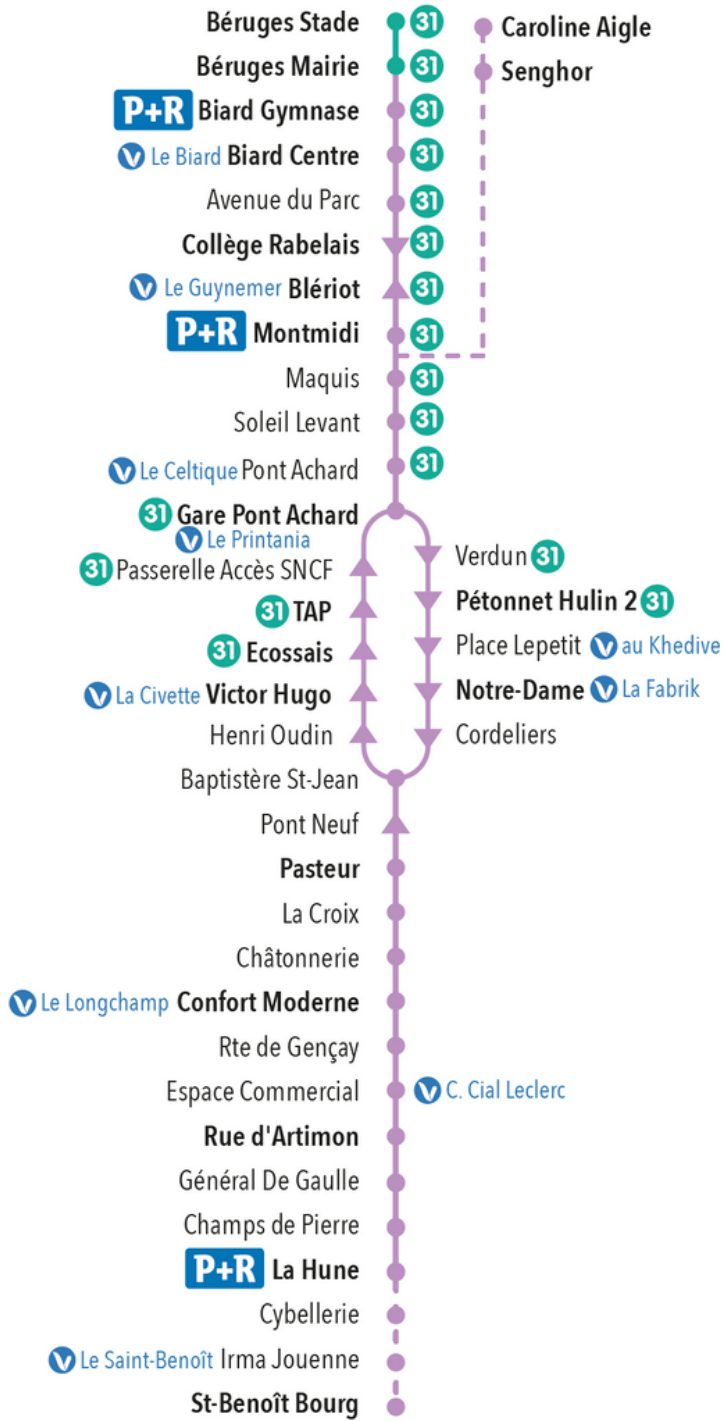 Béruges Stade 31
Caroline Aigle
Béruges Mairie 31
Senghor
P+R Biard Gymnase 31
V Le Biard Biard Centre 31
Avenue du Parc 31
Collège Rabelais 31
V Le Guynemer Blériot 31
P+R Montmidi 31
Maquis 31
Soleil Levant 31
V Le Celtique Pont Achard 31
31 Gare Pont Achard
V Le Printania
Verdun 31
31 Passerelle Accès SNCF
Pétonnet Hulin 2 31
31 TAP
Place Lepetit V au Khedive
31 Ecossais
Notre-Dame V La Fabrik
V La Civette Victor Hugo
Cordeliers
Henri Oudin
Baptistère St-Jean
Pont Neuf
Pasteur
La Croix
Châtonnerie
V Le Longchamp Confort Moderne
Rte de Gençay
Espace Commercial V C. Cial Leclerc
Rue d'Artimon
Général De Gaulle
Champs de Pierre
P+R La Hune
Cybellerie
V Le Saint-Benoît Irma Jouenne
St-Benoît Bourg